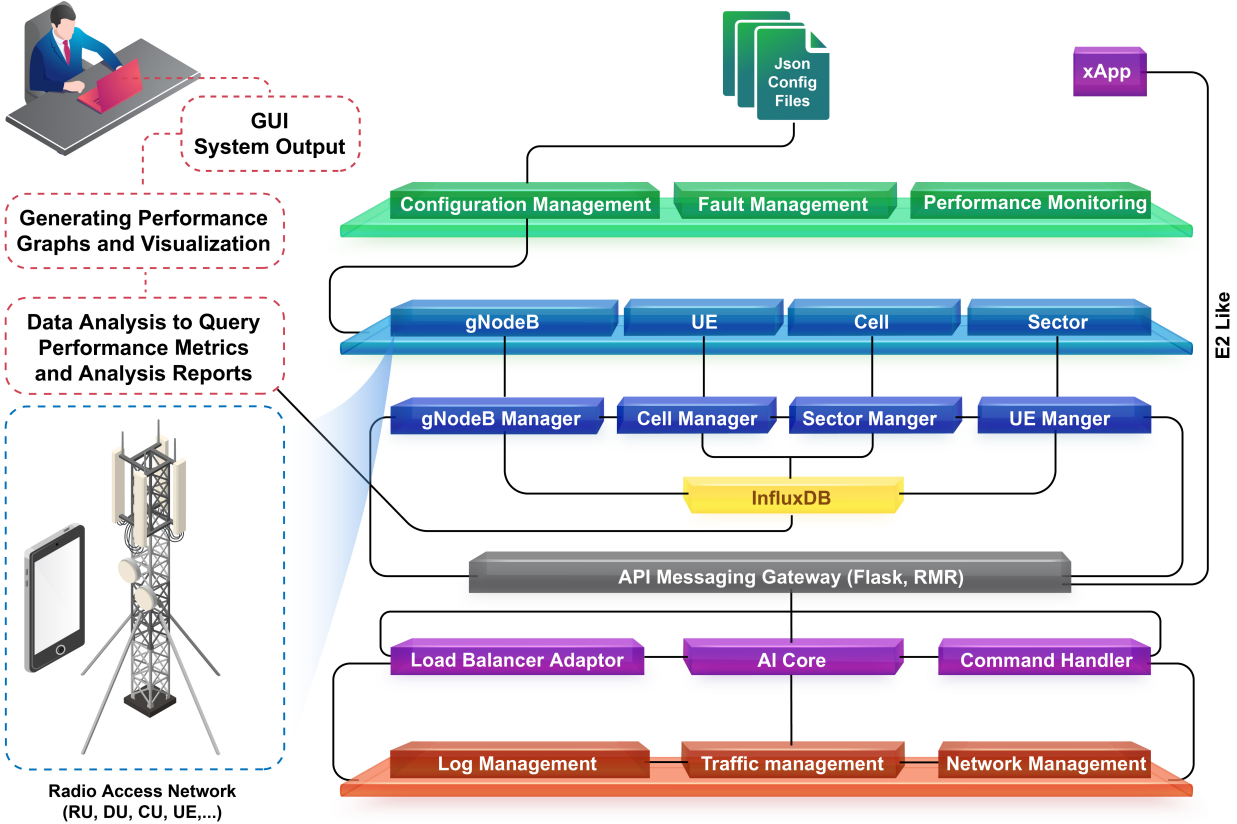 GUI
System Output
Json
Config
Files
xApp
Generating Performance
Graphs and Visualization
Configuration Management
Fault Management
Performance Monitoring
Data Analysis to Query
Performance Metrics
and Analysis Reports
gNodeB
UE
Cell
Sector
E2 Like
gNodeB Manager
Cell Manager
Sector Manger
UE Manger
InfluxDB
API Messaging Gateway (Flask, RMR)
Load Balancer Adaptor
AI Core
Command Handler
Log Management
Traffic management
Network Management
Radio Access Network
(RU, DU, CU, UE,...)